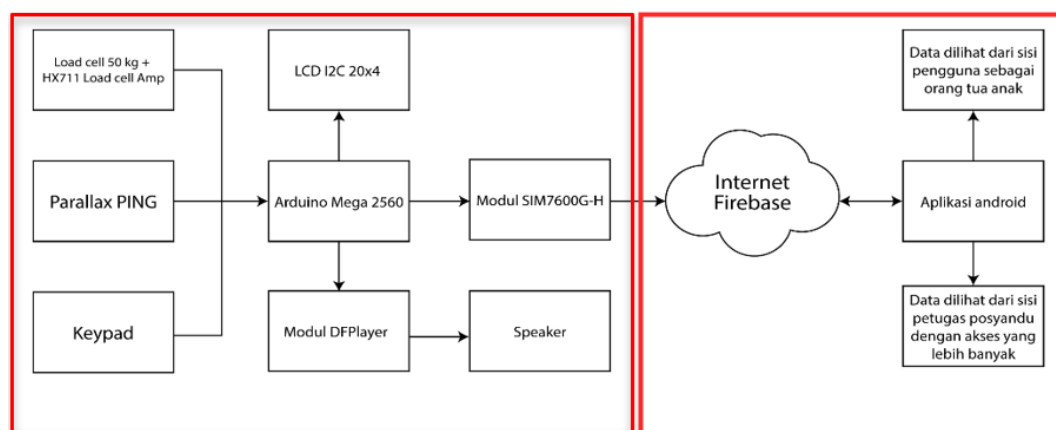 Load cell 50 kg +
HX711 Load cell Amp
LCD I2C 20x4
Data dilihat dari sisi
pengguna sebagai
orang tua anak
Parallax PING
Arduino Mega 2560
Modul SIM7600G-H
Internet
Firebase
Aplikasi android
Keypad
Modul DFPlayer
Speaker
Data dilihat dari sisi
petugas posyandu
dengan akses yang
lebih banyak